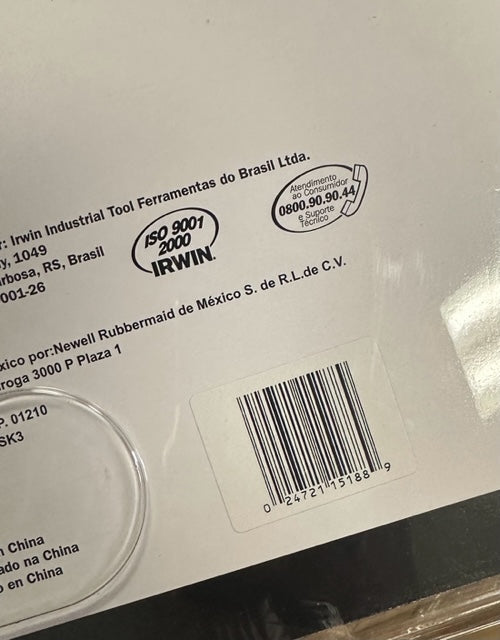 r: Irwin Industrial Tool Ferramentas do Brasil Ltda.
y, 1049
rbosa, RS, Brasil
001-26
ISO 9001
2000
IRWIN.
Atendimento
ao Consumidor
0800.90.90.44
e Suporte
Técnico
xico por:Newell Rubbermaid de México S. de R.L.de C.V.
roga 3000 P Plaza 1
P. 01210
SK3
n China
ado na China
o en China
0 24721 15188 9